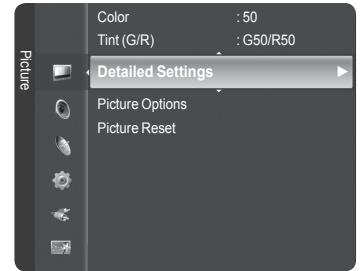 Picture
Color : 50
Tint (G/R) : G50/R50
Detailed Settings
Picture Options
Picture Reset